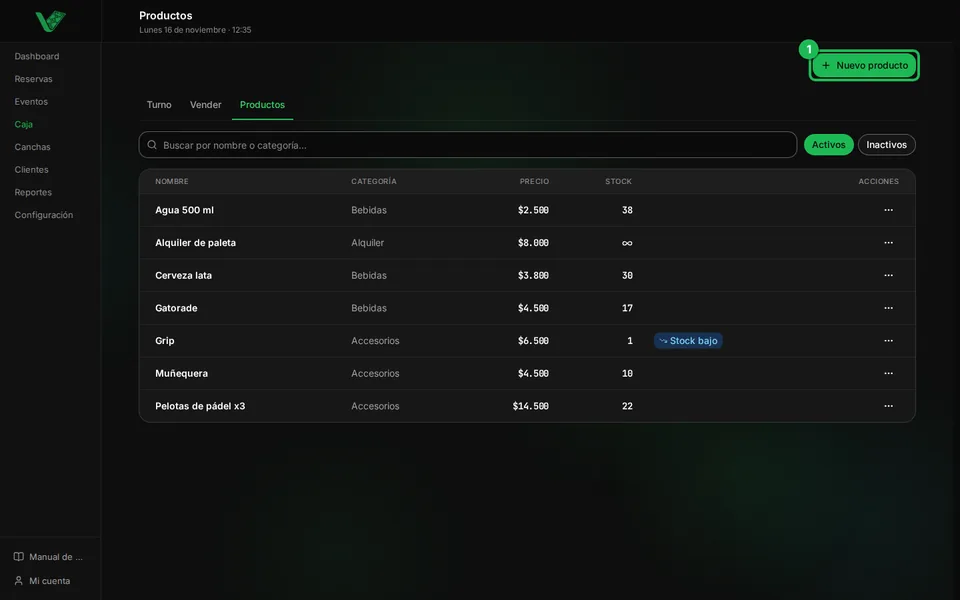 Productos
Lunes 16 de noviembre · 12:35
Dashboard
Reservas
Eventos
Caja
Canchas
Clientes
Reportes
Configuración
1
+ Nuevo producto
Turno Vender Productos
Buscar por nombre o categoría...
Activos Inactivos
NOMBRE CATEGORÍA PRECIO STOCK ACCIONES
Agua 500 ml Bebidas $2.500 38 ...
Alquiler de paleta Alquiler $8.000 ∞ ...
Cerveza lata Bebidas $3.800 30 ...
Gatorade Bebidas $4.500 17 ...
Grip Accesorios $6.500 1 Stock bajo ...
Muñequera Accesorios $4.500 10 ...
Pelotas de pádel x3 Accesorios $14.500 22 ...
Manual de ...
Mi cuenta